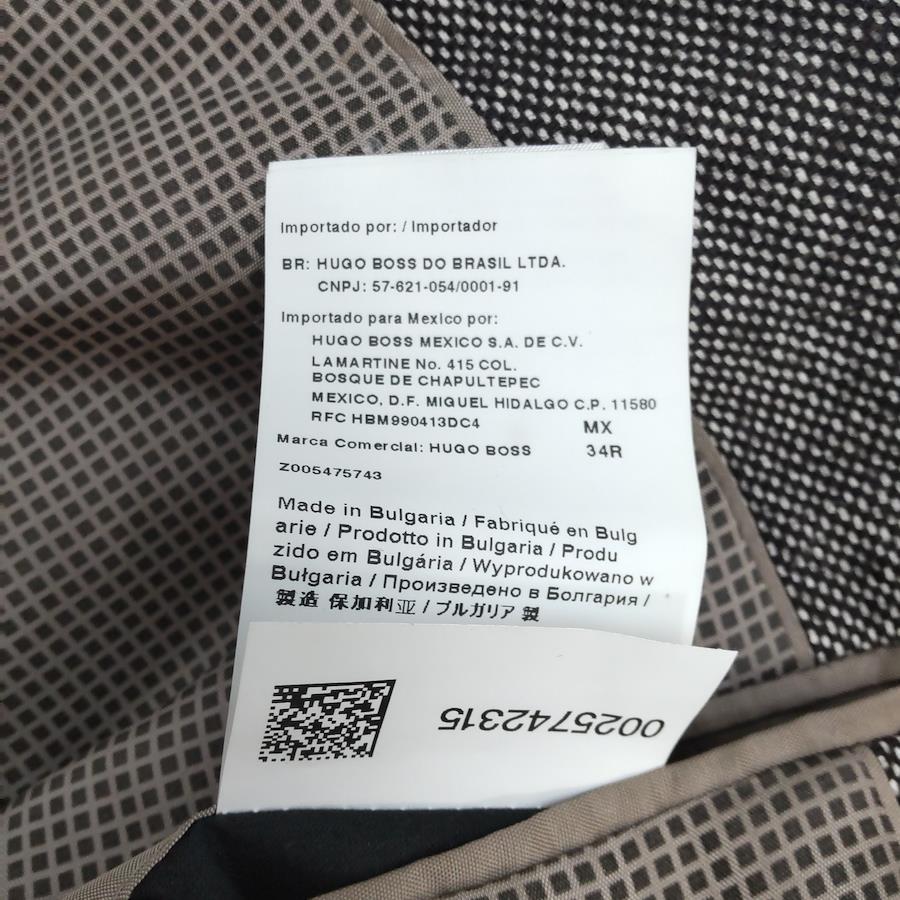 Importado por: / Importador
BR: HUGO BOSS DO BRASIL LTDA.
CNPJ: 57-621-054/0001-91
Importado para Mexico por:
HUGO BOSS MEXICO S.A. DE C.V.
LAMARTINE No. 415 COL.
BOSQUE DE CHAPULTEPEC
MEXICO, D.F. MIGUEL HIDALGO C.P. 11580
RFC HBM990413DC4 MX
Marca Comercial: HUGO BOSS 34R
Z005475743
Made in Bulgaria / Fabriqué en Bulg
arie / Prodotto in Bulgaria / Produ
zido em Bulgária / Wyprodukowano w
Bułgaria / Произведено в Болгария /
製造 保加利亚 / ブルガリア 製
0025742315